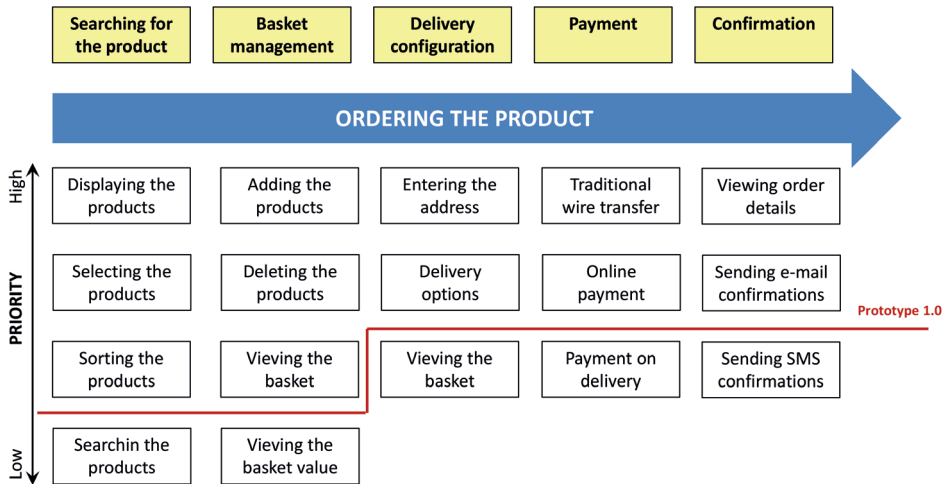 Searching for
the product
Basket
management
Delivery
configuration
Payment
Confirmation
ORDERING THE PRODUCT
High
PRIORITY
Low
Displaying the
products
Adding the
products
Entering the
address
Traditional
wire transfer
Viewing order
details
Selecting the
products
Deleting the
products
Delivery
options
Online
payment
Sending e-mail
confirmations
Prototype 1.0
Sorting the
products
Vieving the
basket
Vieving the
basket
Payment on
delivery
Sending SMS
confirmations
Searchin the
products
Vieving the
basket value